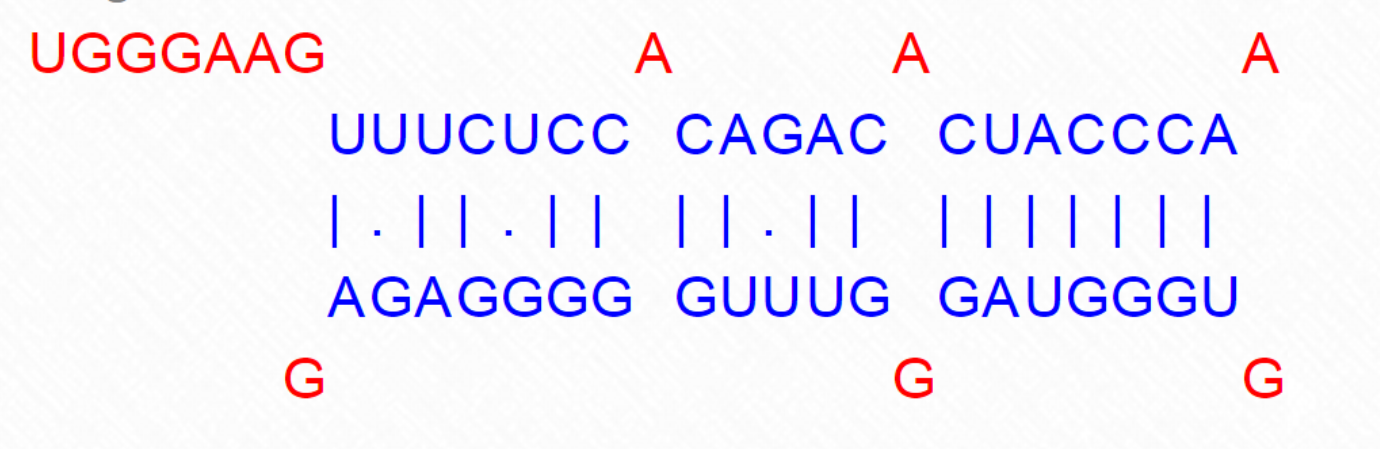 UGGGAAG A A A
UUUCUCC CAGAC CUACCCA
|.||.|| ||.|| |||||||
AGAGGGG GUUUG GAUGGGU
G G G